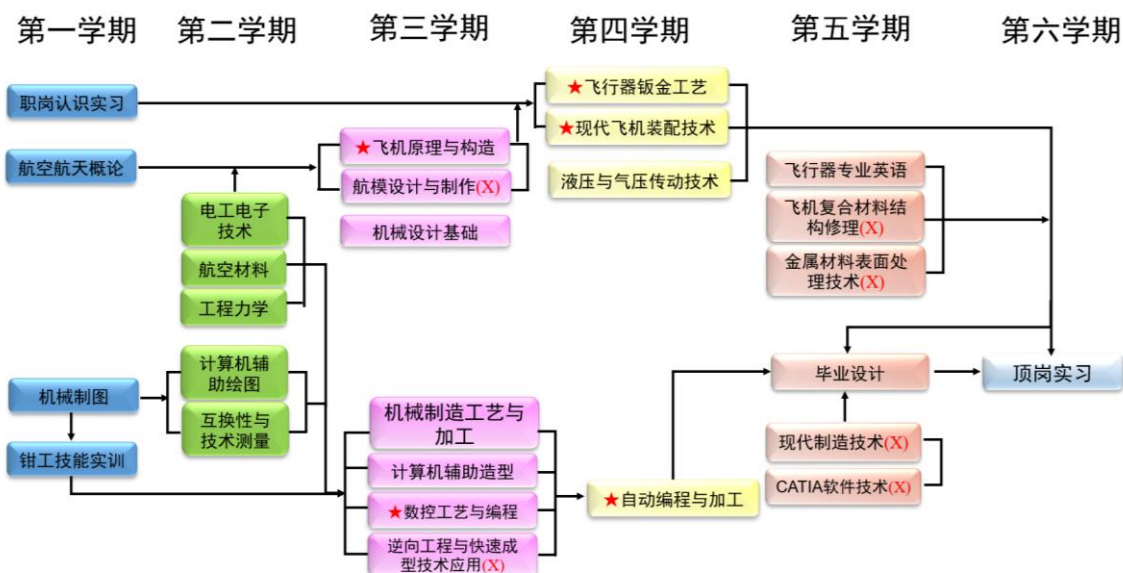 第一学期
第二学期
第三学期
第四学期
第五学期
第六学期
职岗认识实习
航空航天概论
机械制图
钳工技能实训
电工电子
技术
航空材料
工程力学
计算机辅
助绘图
互换性与
技术测量
★飞机原理与构造
航模设计与制作(X)
机械设计基础
机械制造工艺与
加工
计算机辅助造型
★数控工艺与编程
逆向工程与快速成
型技术应用(X)
★飞行器钣金工艺
★现代飞机装配技术
液压与气压传动技术
★自动编程与加工
飞行器专业英语
飞机复合材料结
构修理(X)
金属材料表面处
理技术(X)
毕业设计
现代制造技术(X)
CATIA软件技术(X)
顶岗实习